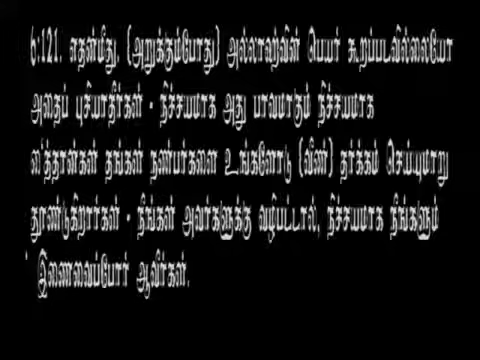 6:121. எதன்மீது, (அறுக்கும்போது) அல்லாஹ்வின் பெயர் கூறப்படவில்லையோ
அதைப் புசியாதீர்கள் - நிச்சயமாக அது பாவமாகும் நிச்சயமாக
ஷைத்தான்கள் தங்கள் நண்பர்களை உங்களோடு (வீண்) தர்க்கம் செய்யுமாறு
தூண்டுகிறார்கள் - நீங்கள் அவர்களுக்கு வழிபட்டால், நிச்சயமாக நீங்களும்
இணைவைப்போர் ஆவீர்கள்.